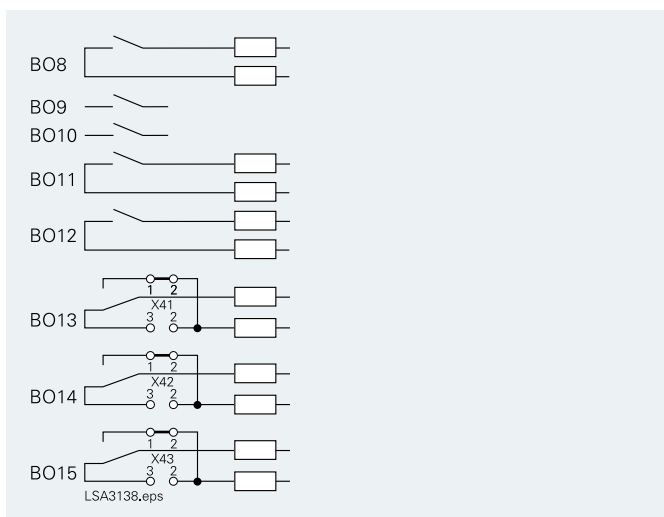 BO8
BO9
BO10
BO11
BO12
1 2
X41
BO13
3 2
1 2
X42
BO14
3 2
1 2
X43
BO15
3 2
LSA3138.eps